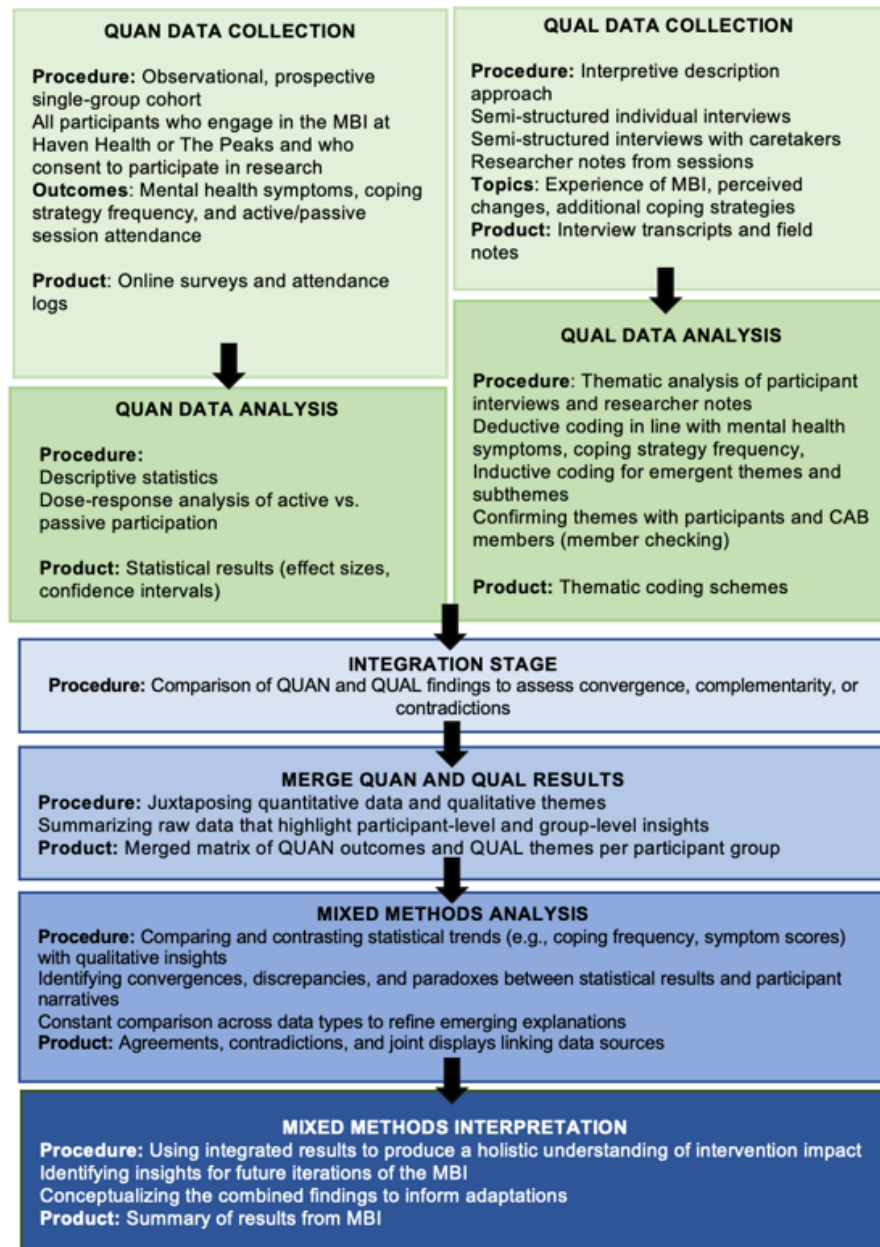 QUAN DATA COLLECTION
Procedure: Observational, prospective
single-group cohort
All participants who engage in the MBI at
Haven Health or The Peaks and who
consent to participate in research
Outcomes: Mental health symptoms, coping
strategy frequency, and active/passive
session attendance
Product: Online surveys and attendance
logs
QUAL DATA COLLECTION
Procedure: Interpretive description
approach
Semi-structured individual interviews
Semi-structured interviews with caretakers
Researcher notes from sessions
Topics: Experience of MBI, perceived
changes, additional coping strategies
Product: Interview transcripts and field
notes
QUAN DATA ANALYSIS
Procedure:
Descriptive statistics
Dose-response analysis of active vs.
passive participation
Product: Statistical results (effect sizes,
confidence intervals)
QUAL DATA ANALYSIS
Procedure: Thematic analysis of participant
interviews and researcher notes
Deductive coding in line with mental health
symptoms, coping strategy frequency,
Inductive coding for emergent themes and
subthemes
Confirming themes with participants and CAB
members (member checking)
Product: Thematic coding schemes
INTEGRATION STAGE
Procedure: Comparison of QUAN and QUAL findings to assess convergence, complementarity, or
contradictions
MERGE QUAN AND QUAL RESULTS
Procedure: Juxtaposing quantitative data and qualitative themes
Summarizing raw data that highlight participant-level and group-level insights
Product: Merged matrix of QUAN outcomes and QUAL themes per participant group
MIXED METHODS ANALYSIS
Procedure: Comparing and contrasting statistical trends (e.g., coping frequency, symptom scores)
with qualitative insights
Identifying convergences, discrepancies, and paradoxes between statistical results and participant
narratives
Constant comparison across data types to refine emerging explanations
Product: Agreements, contradictions, and joint displays linking data sources
MIXED METHODS INTERPRETATION
Procedure: Using integrated results to produce a holistic understanding of intervention impact
Identifying insights for future iterations of the MBI
Conceptualizing the combined findings to inform adaptations
Product: Summary of results from MBI